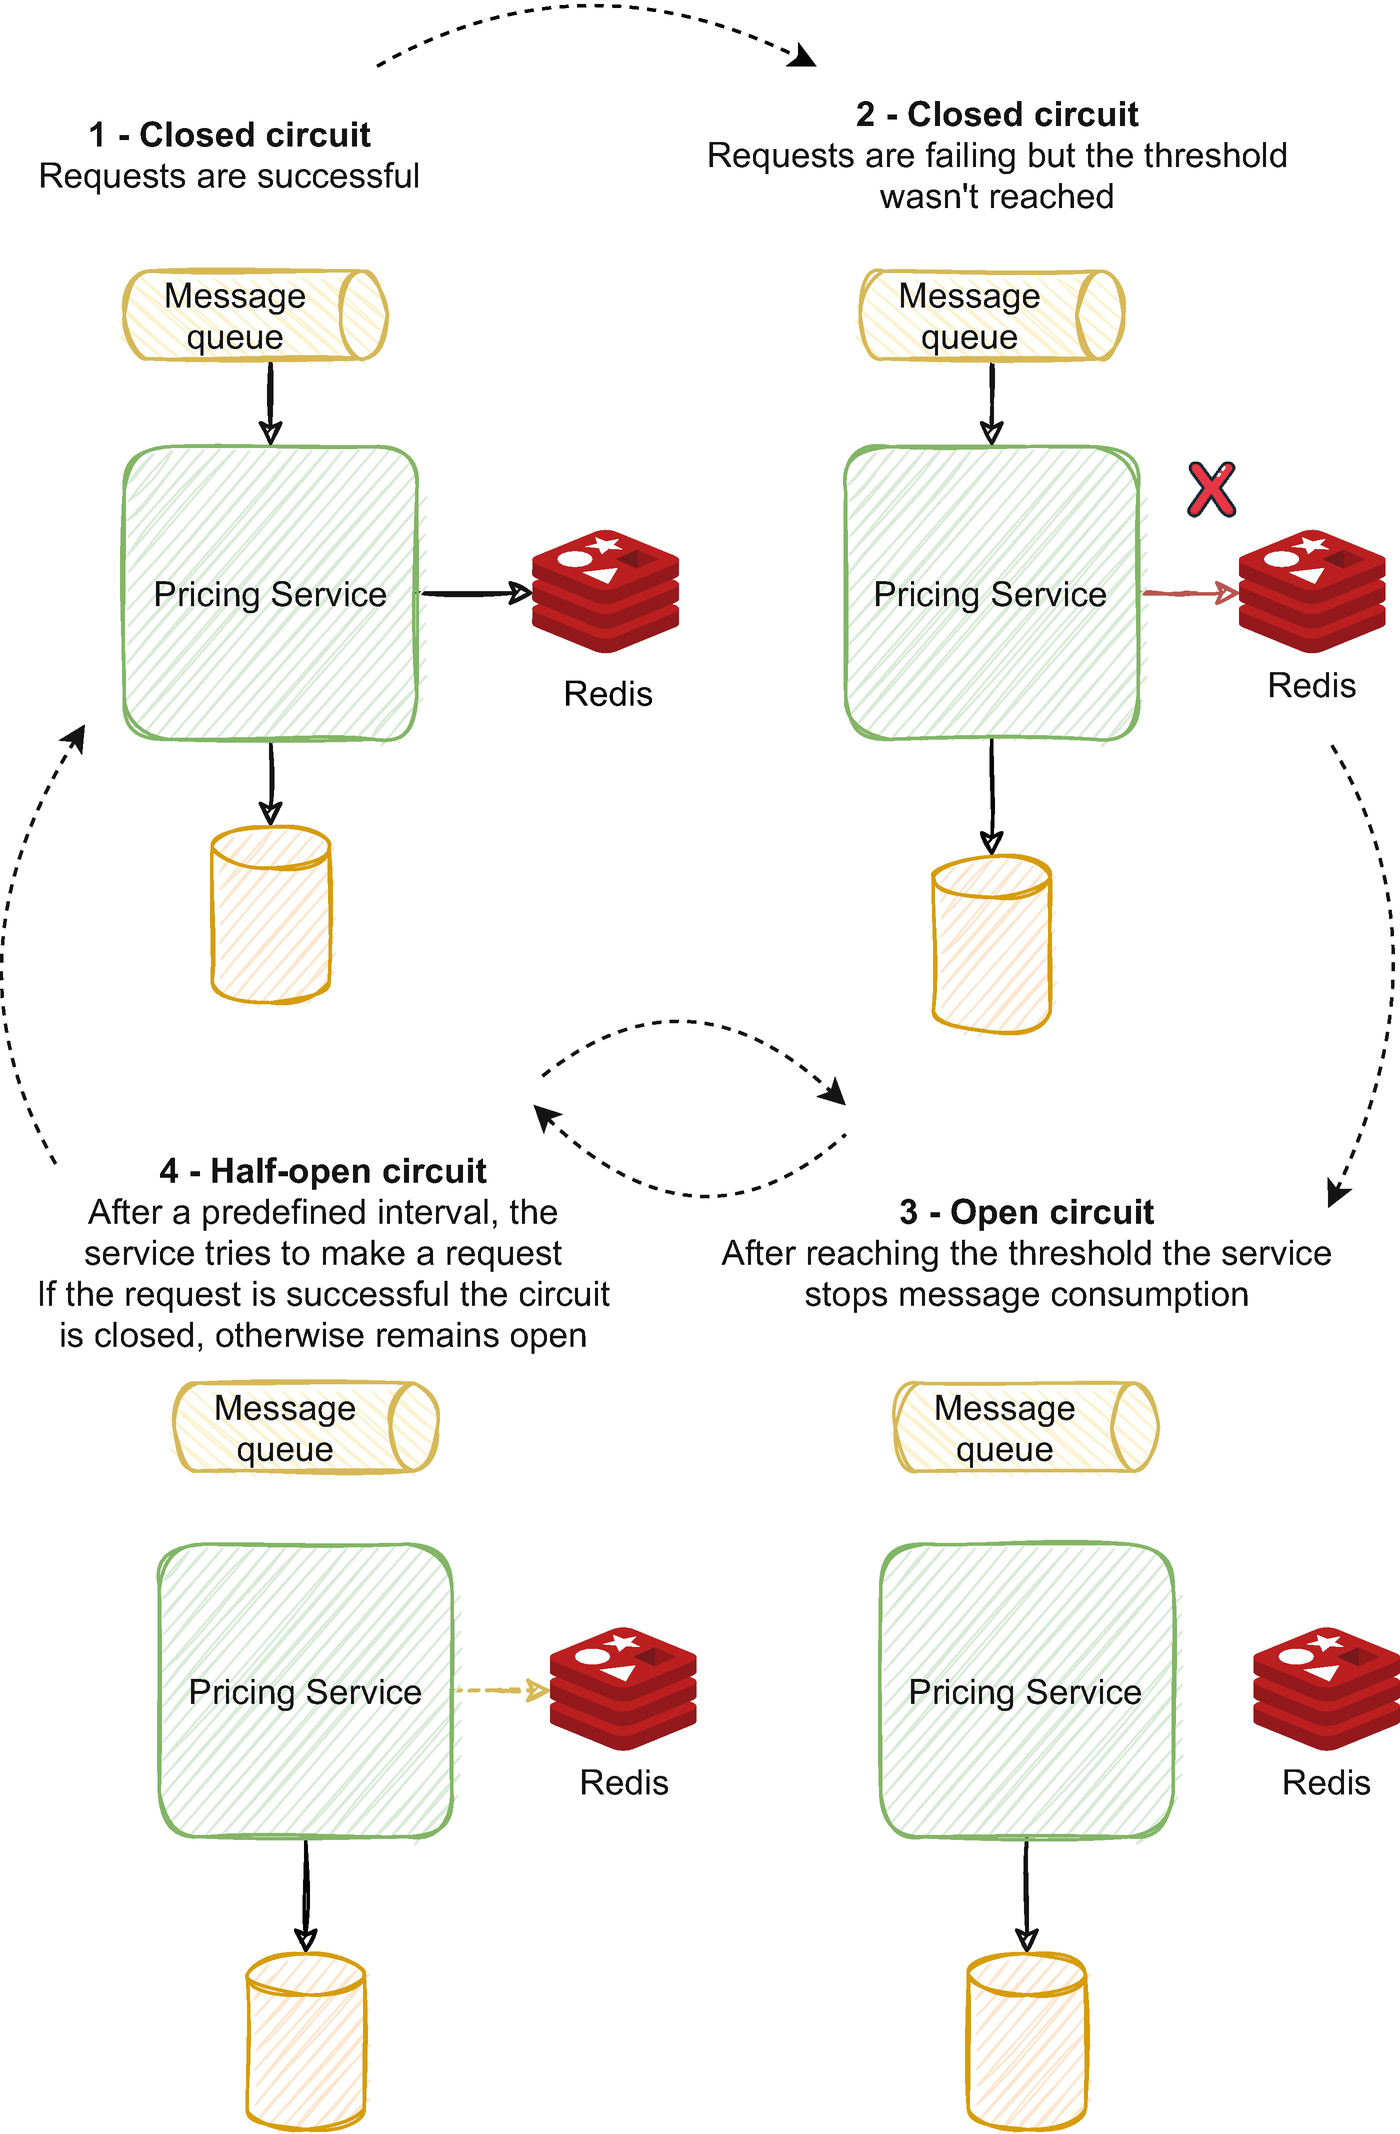 1 - Closed circuit
Requests are successful
2 - Closed circuit
Requests are failing but the threshold
wasn't reached
Message
queue
Pricing Service
Redis
Message
queue
Pricing Service
Redis
4 - Half-open circuit
After a predefined interval, the
service tries to make a request
If the request is successful the circuit
is closed, otherwise remains open
3 - Open circuit
After reaching the threshold the service
stops message consumption
Message
queue
Pricing Service
Redis
Message
queue
Pricing Service
Redis